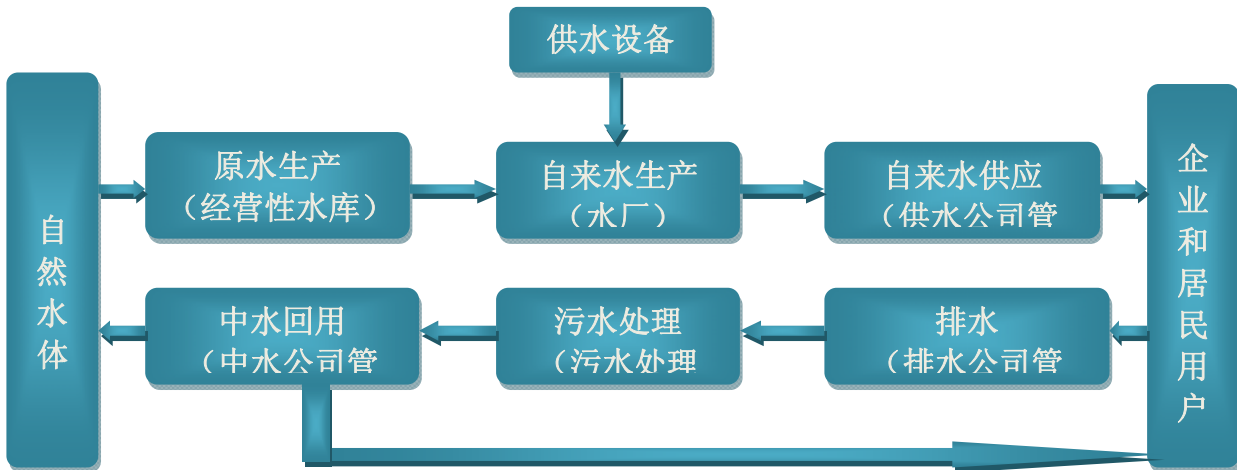 供水设备
自然水体
原水生产
（经营性水库）
自来水生产
（水厂）
自来水供应
（供水公司管
企业和居民用户
中水回用
（中水公司管
污水处理
（污水处理
排水
（排水公司管